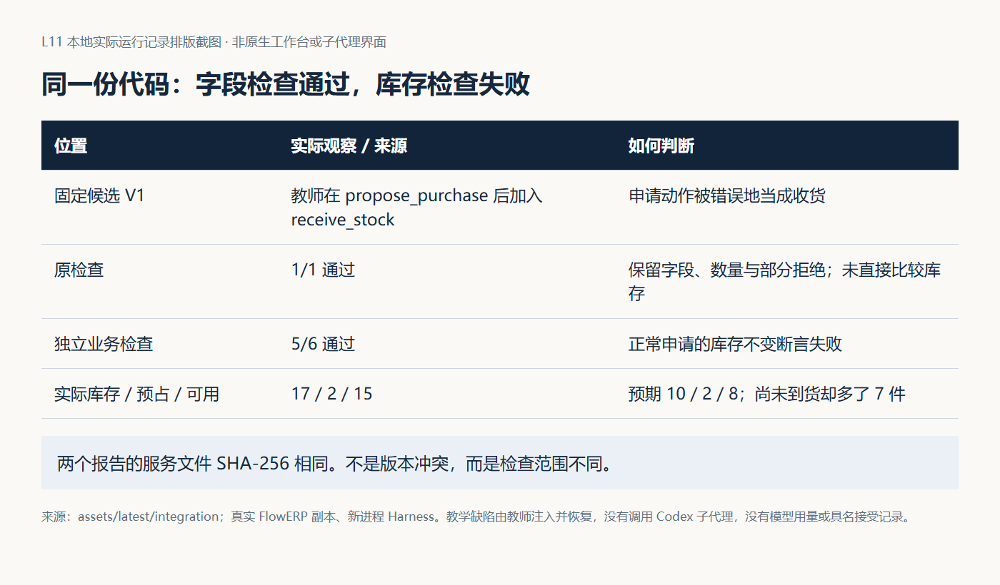 L11 本地实际运行记录排版截图 · 非原生工作台或子代理界面
同一份代码：字段检查通过，库存检查失败
位置 实际观察 / 来源 如何判断
固定候选 V1 教师在 propose_purchase 后加入 申请动作被错误地当成收货
receive_stock
原检查 1/1 通过 保留字段、数量与部分拒绝；未直接比较库
存
独立业务检查 5/6 通过 正常申请的库存不变断言失败
实际库存 / 预占 / 可用 17 / 2 / 15 预期 10 / 2 / 8；尚未到货却多了 7 件
两个报告的服务文件 SHA-256 相同。不是版本冲突，而是检查范围不同。
来源：assets/latest/integration；真实 FlowERP 副本、新进程 Harness。教学缺陷由教师注入并恢复，没有调用 Codex 子代理，没有模型用量或具名接受记录。